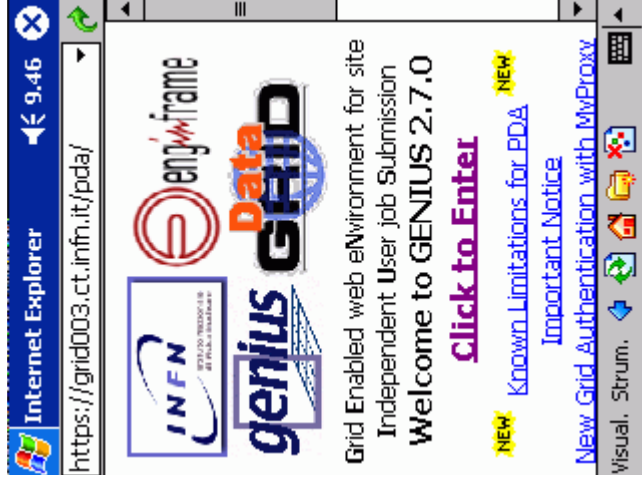 Internet Explorer 9.46
https://grid003.ct.infn.it/pda/
INFN
enginframe
genius
Data
GRID
Grid Enabled web eNvironment for site
Independent User job Submission
Welcome to GENIUS 2.7.0
Click to Enter
NEW Known Limitations for PDA NEW
Important Notice
New Grid Authentication with MyProxy
Visual. Strum.